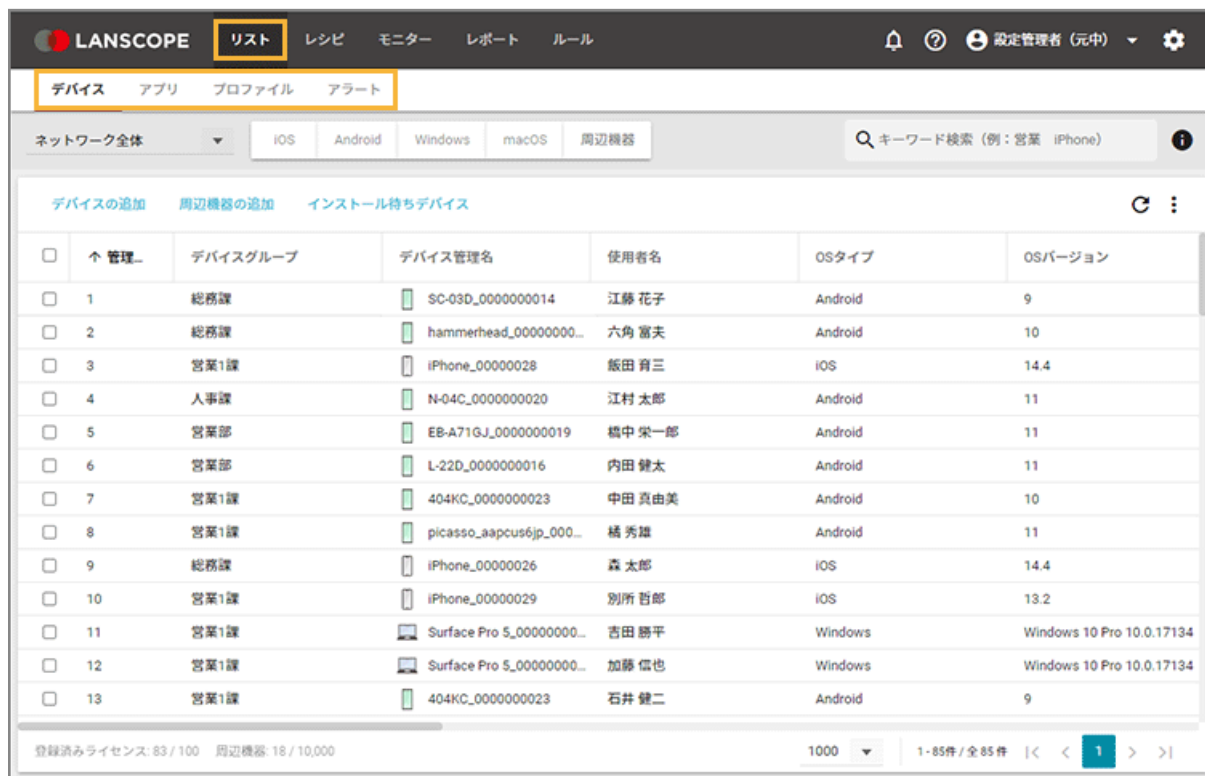 LANSCOPE リスト レシピ モニター レポート ルール 設定管理者（元中）
デバイス アプリ プロファイル アラート
ネットワーク全体 iOS Android Windows macOS 周辺機器 キーワード検索（例：営業 iPhone）
デバイスの追加 周辺機器の追加 インストール待ちデバイス
↑ 管理... デバイスグループ デバイス管理名 使用者名 OSタイプ OSバージョン
1 総務課 SC-03D_0000000014 江藤 花子 Android 9
2 総務課 hammerhead_00000000... 六角 富夫 Android 10
3 営業1課 iPhone_00000028 飯田 育三 iOS 14.4
4 人事課 N-04C_0000000020 江村 太郎 Android 11
5 営業部 EB-A71GJ_0000000019 橋中 栄一郎 Android 11
6 営業部 L-22D_0000000016 内田 健太 Android 11
7 営業1課 404KC_0000000023 中田 真由美 Android 10
8 営業1課 picasso_aapcus6jp_000... 橘 秀雄 Android 11
9 総務課 iPhone_00000026 森 太郎 iOS 14.4
10 営業1課 iPhone_00000029 別所 哲郎 iOS 13.2
11 営業1課 Surface Pro 5_00000000... 吉田 勝平 Windows Windows 10 Pro 10.0.17134
12 営業1課 Surface Pro 5_00000000... 加藤 信也 Windows Windows 10 Pro 10.0.17134
13 営業1課 404KC_0000000023 石井 健二 Android 9
登録済みライセンス: 83 / 100 周辺機器: 18 / 10,000 1000 1 - 85件 / 全 85 件 |< < 1 > >|